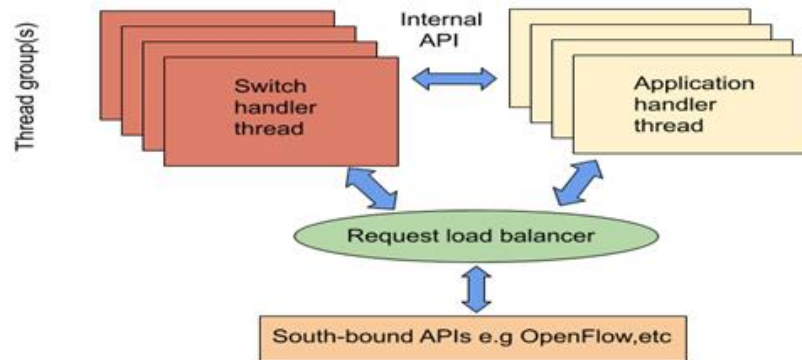 Thread group(s)
Internal
API
Switch
handler
thread
Application
handler
thread
Request load balancer
South-bound APIs e.g OpenFlow,etc